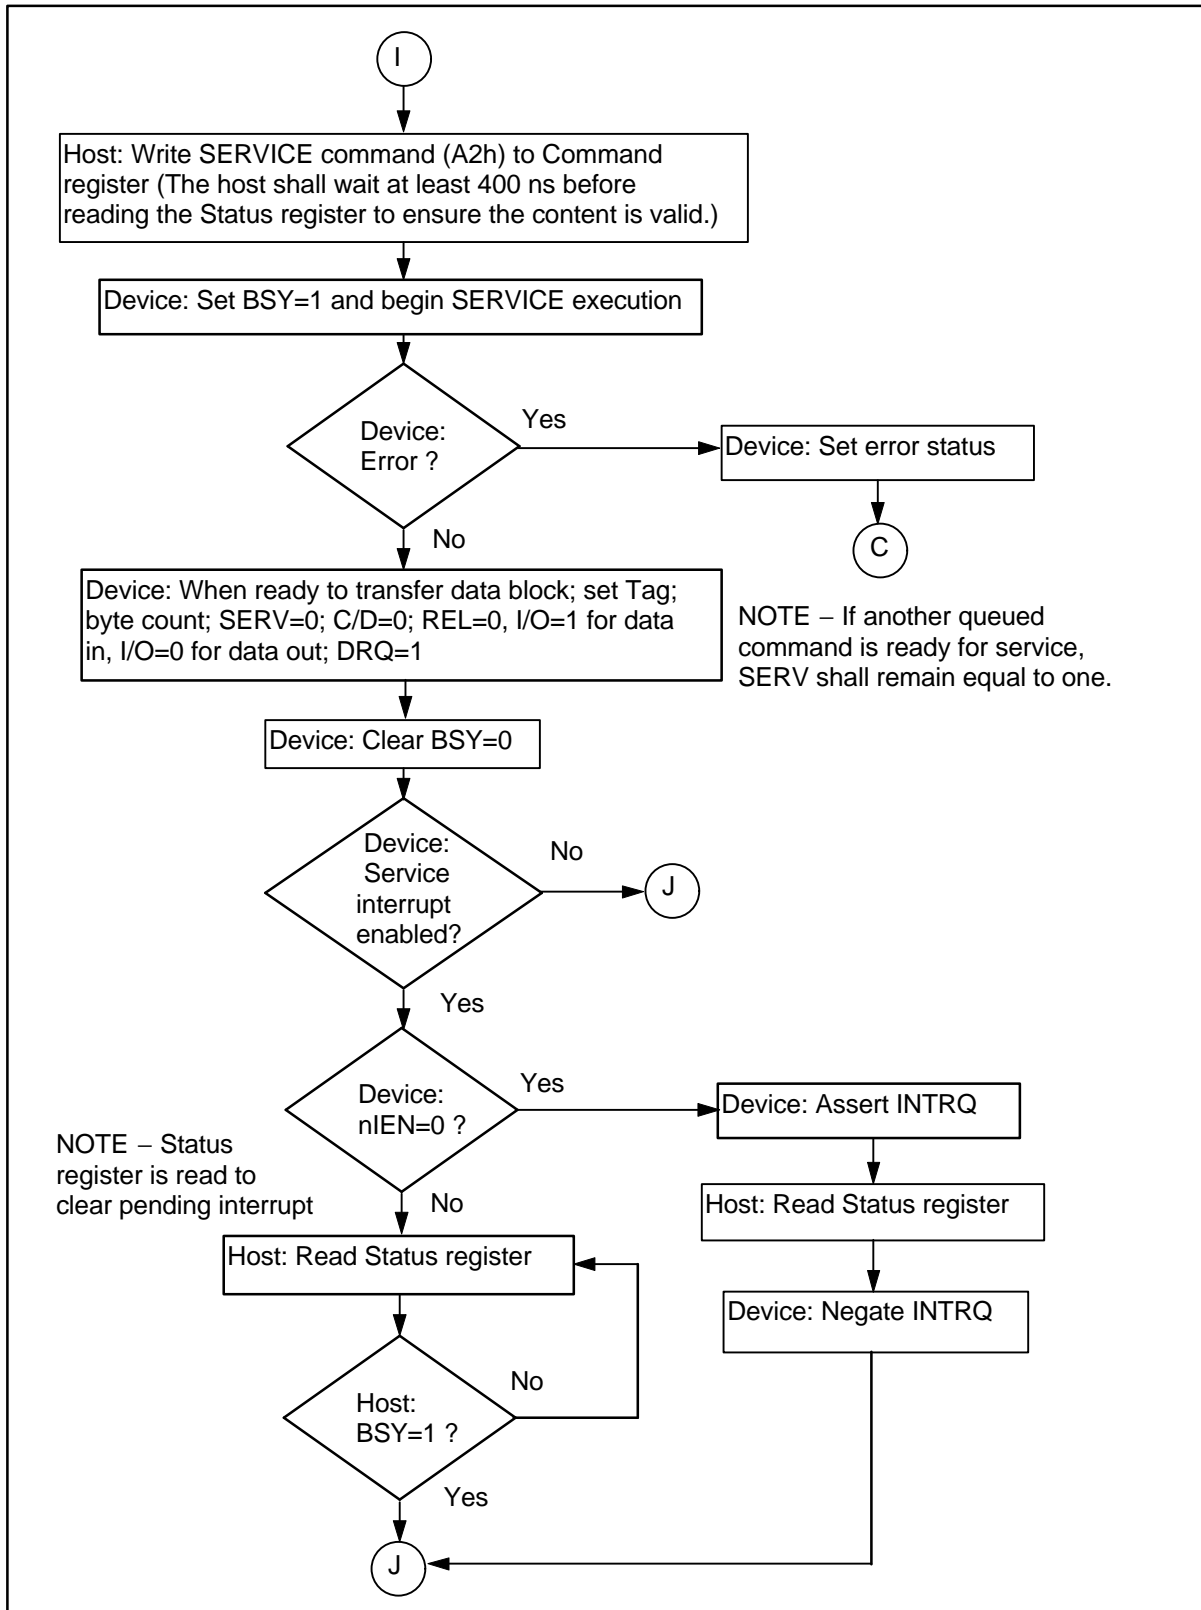 I
Host: Write SERVICE command (A2h) to Command
register (The host shall wait at least 400 ns before
reading the Status register to ensure the content is valid.)
Device: Set BSY=1 and begin SERVICE execution
Device:
Error ?
Yes
Device: Set error status
C
No
Device: When ready to transfer data block; set Tag;
byte count; SERV=0; C/D=0; REL=0, I/O=1 for data
in, I/O=0 for data out; DRQ=1
NOTE – If another queued
command is ready for service,
SERV shall remain equal to one.
Device: Clear BSY=0
Device:
Service
interrupt
enabled?
No
J
Yes
Device:
nIEN=0 ?
Yes
Device: Assert INTRQ
NOTE – Status
register is read to
clear pending interrupt
No
Host: Read Status register
Host: Read Status register
Device: Negate INTRQ
Host:
BSY=1 ?
No
Yes
J